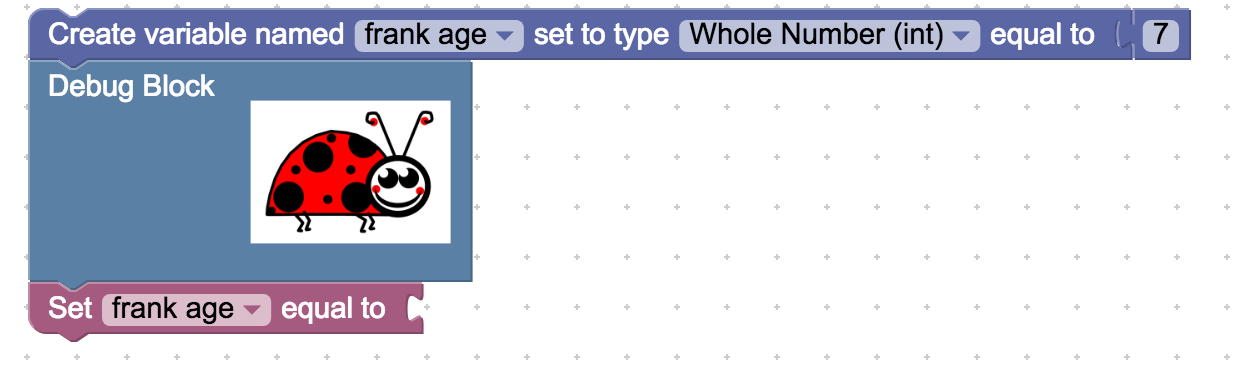 Create variable named frank age set to type Whole Number (int) equal to 7
Debug Block
Set frank age equal to